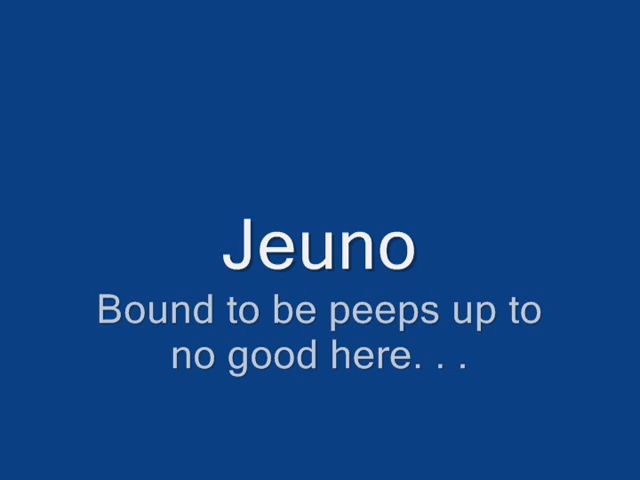 Jeuno
Bound to be peeps up to
no good here. . .